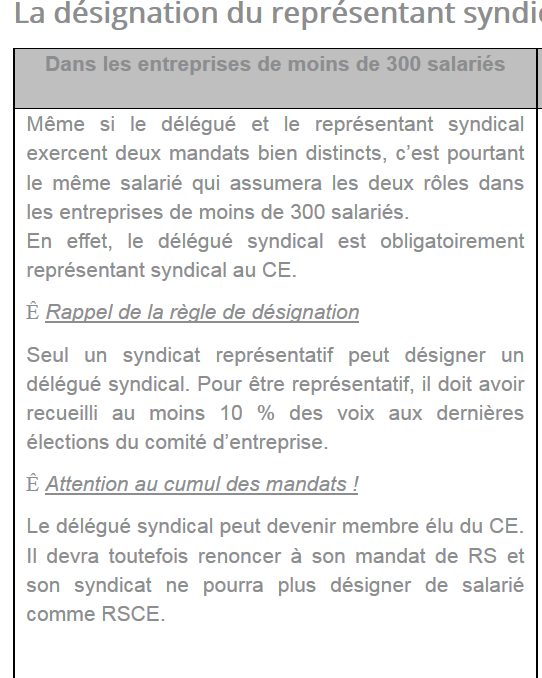 La désignation du représentant syndi
Dans les entreprises de moins de 300 salariés
Même si le délégué et le représentant syndical
exercent deux mandats bien distincts, c’est pourtant
le même salarié qui assumera les deux rôles dans
les entreprises de moins de 300 salariés.
En effet, le délégué syndical est obligatoirement
représentant syndical au CE.
Ê Rappel de la règle de désignation
Seul un syndicat représentatif peut désigner un
délégué syndical. Pour être représentatif, il doit avoir
recueilli au moins 10 % des voix aux dernières
élections du comité d’entreprise.
Ê Attention au cumul des mandats !
Le délégué syndical peut devenir membre élu du CE.
Il devra toutefois renoncer à son mandat de RS et
son syndicat ne pourra plus désigner de salarié
comme RSCE.